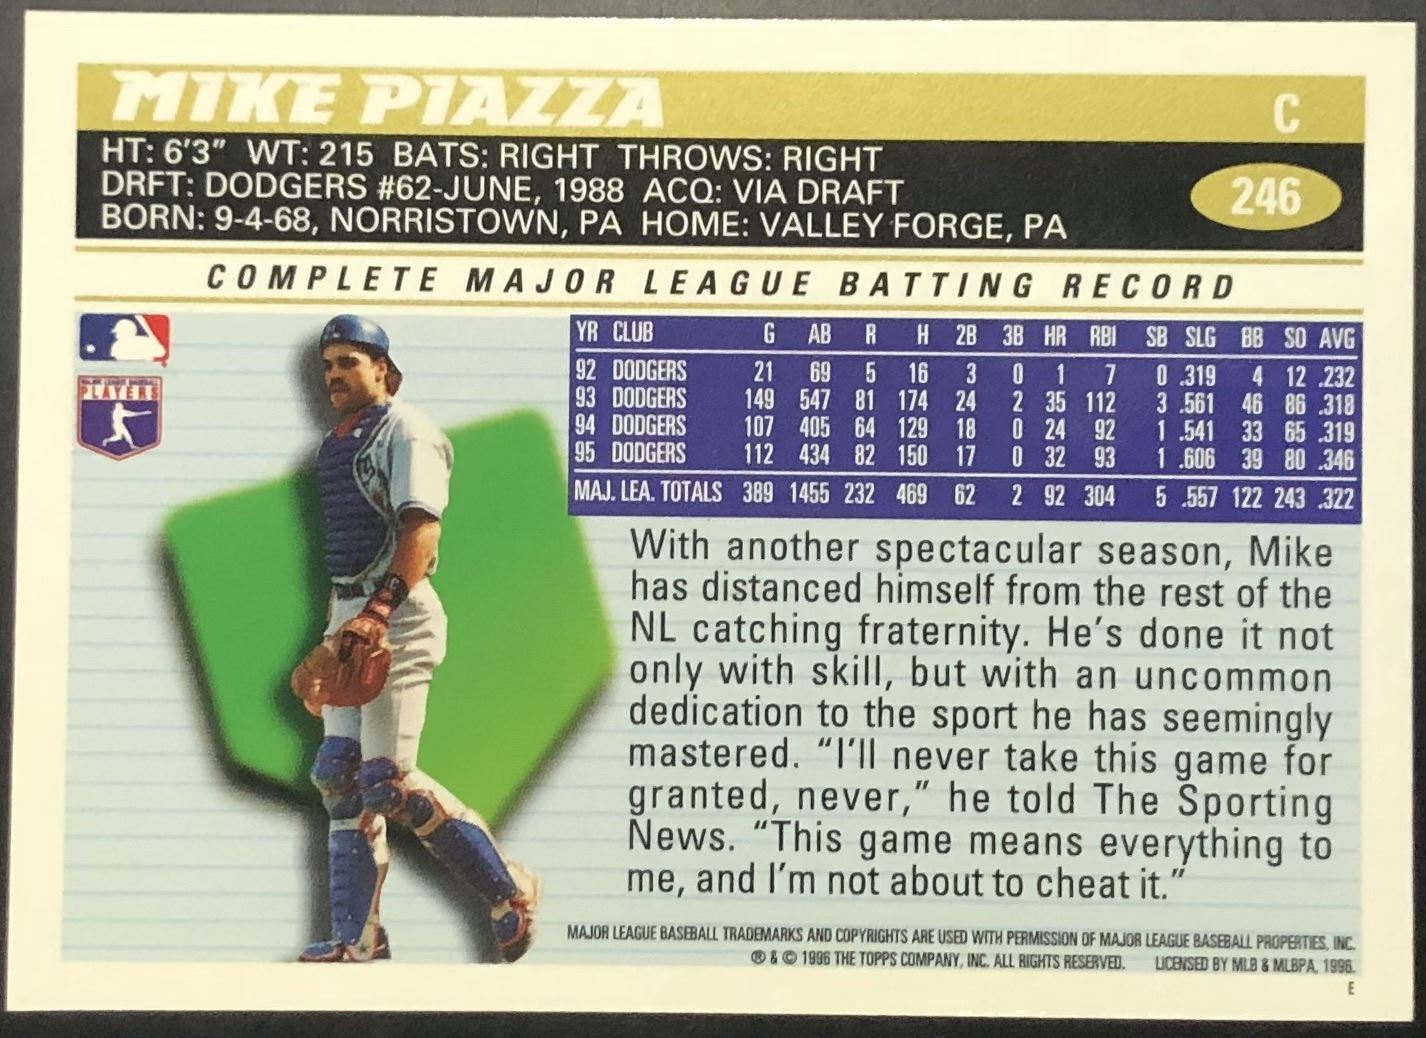 MIKE PIAZZA
C
HT: 6'3" WT: 215 BATS: RIGHT THROWS: RIGHT
DRFT: DODGERS #62-JUNE, 1988 ACQ: VIA DRAFT
246
BORN: 9-4-68, NORRISTOWN, PA HOME: VALLEY FORGE, PA
COMPLETE MAJOR LEAGUE BATTING RECORD
MAJOR LEAGUE BASEBALL
PLAYERS
YR CLUB G AB R H 2B 3B HR RBI SB SLG BB SO AVG
92 DODGERS 21 69 5 16 3 0 1 7 0 .319 4 12 .232
93 DODGERS 149 547 81 174 24 2 35 112 3 .561 46 86 .318
94 DODGERS 107 405 64 129 18 0 24 92 1 .541 33 65 .319
95 DODGERS 112 434 82 150 17 0 32 93 1 .606 39 80 .346
MAJ. LEA. TOTALS 389 1455 232 469 62 2 92 304 5 .557 122 243 .322
With another spectacular season, Mike
has distanced himself from the rest of the
NL catching fraternity. He's done it not
only with skill, but with an uncommon
dedication to the sport he has seemingly
mastered. "I'll never take this game for
granted, never," he told The Sporting
News. "This game means everything to
me, and I'm not about to cheat it."
MAJOR LEAGUE BASEBALL TRADEMARKS AND COPYRIGHTS ARE USED WITH PERMISSION OF MAJOR LEAGUE BASEBALL PROPERTIES, INC.
® & © 1996 THE TOPPS COMPANY, INC. ALL RIGHTS RESERVED. LICENSED BY MLB & MLBPA, 1996.
E